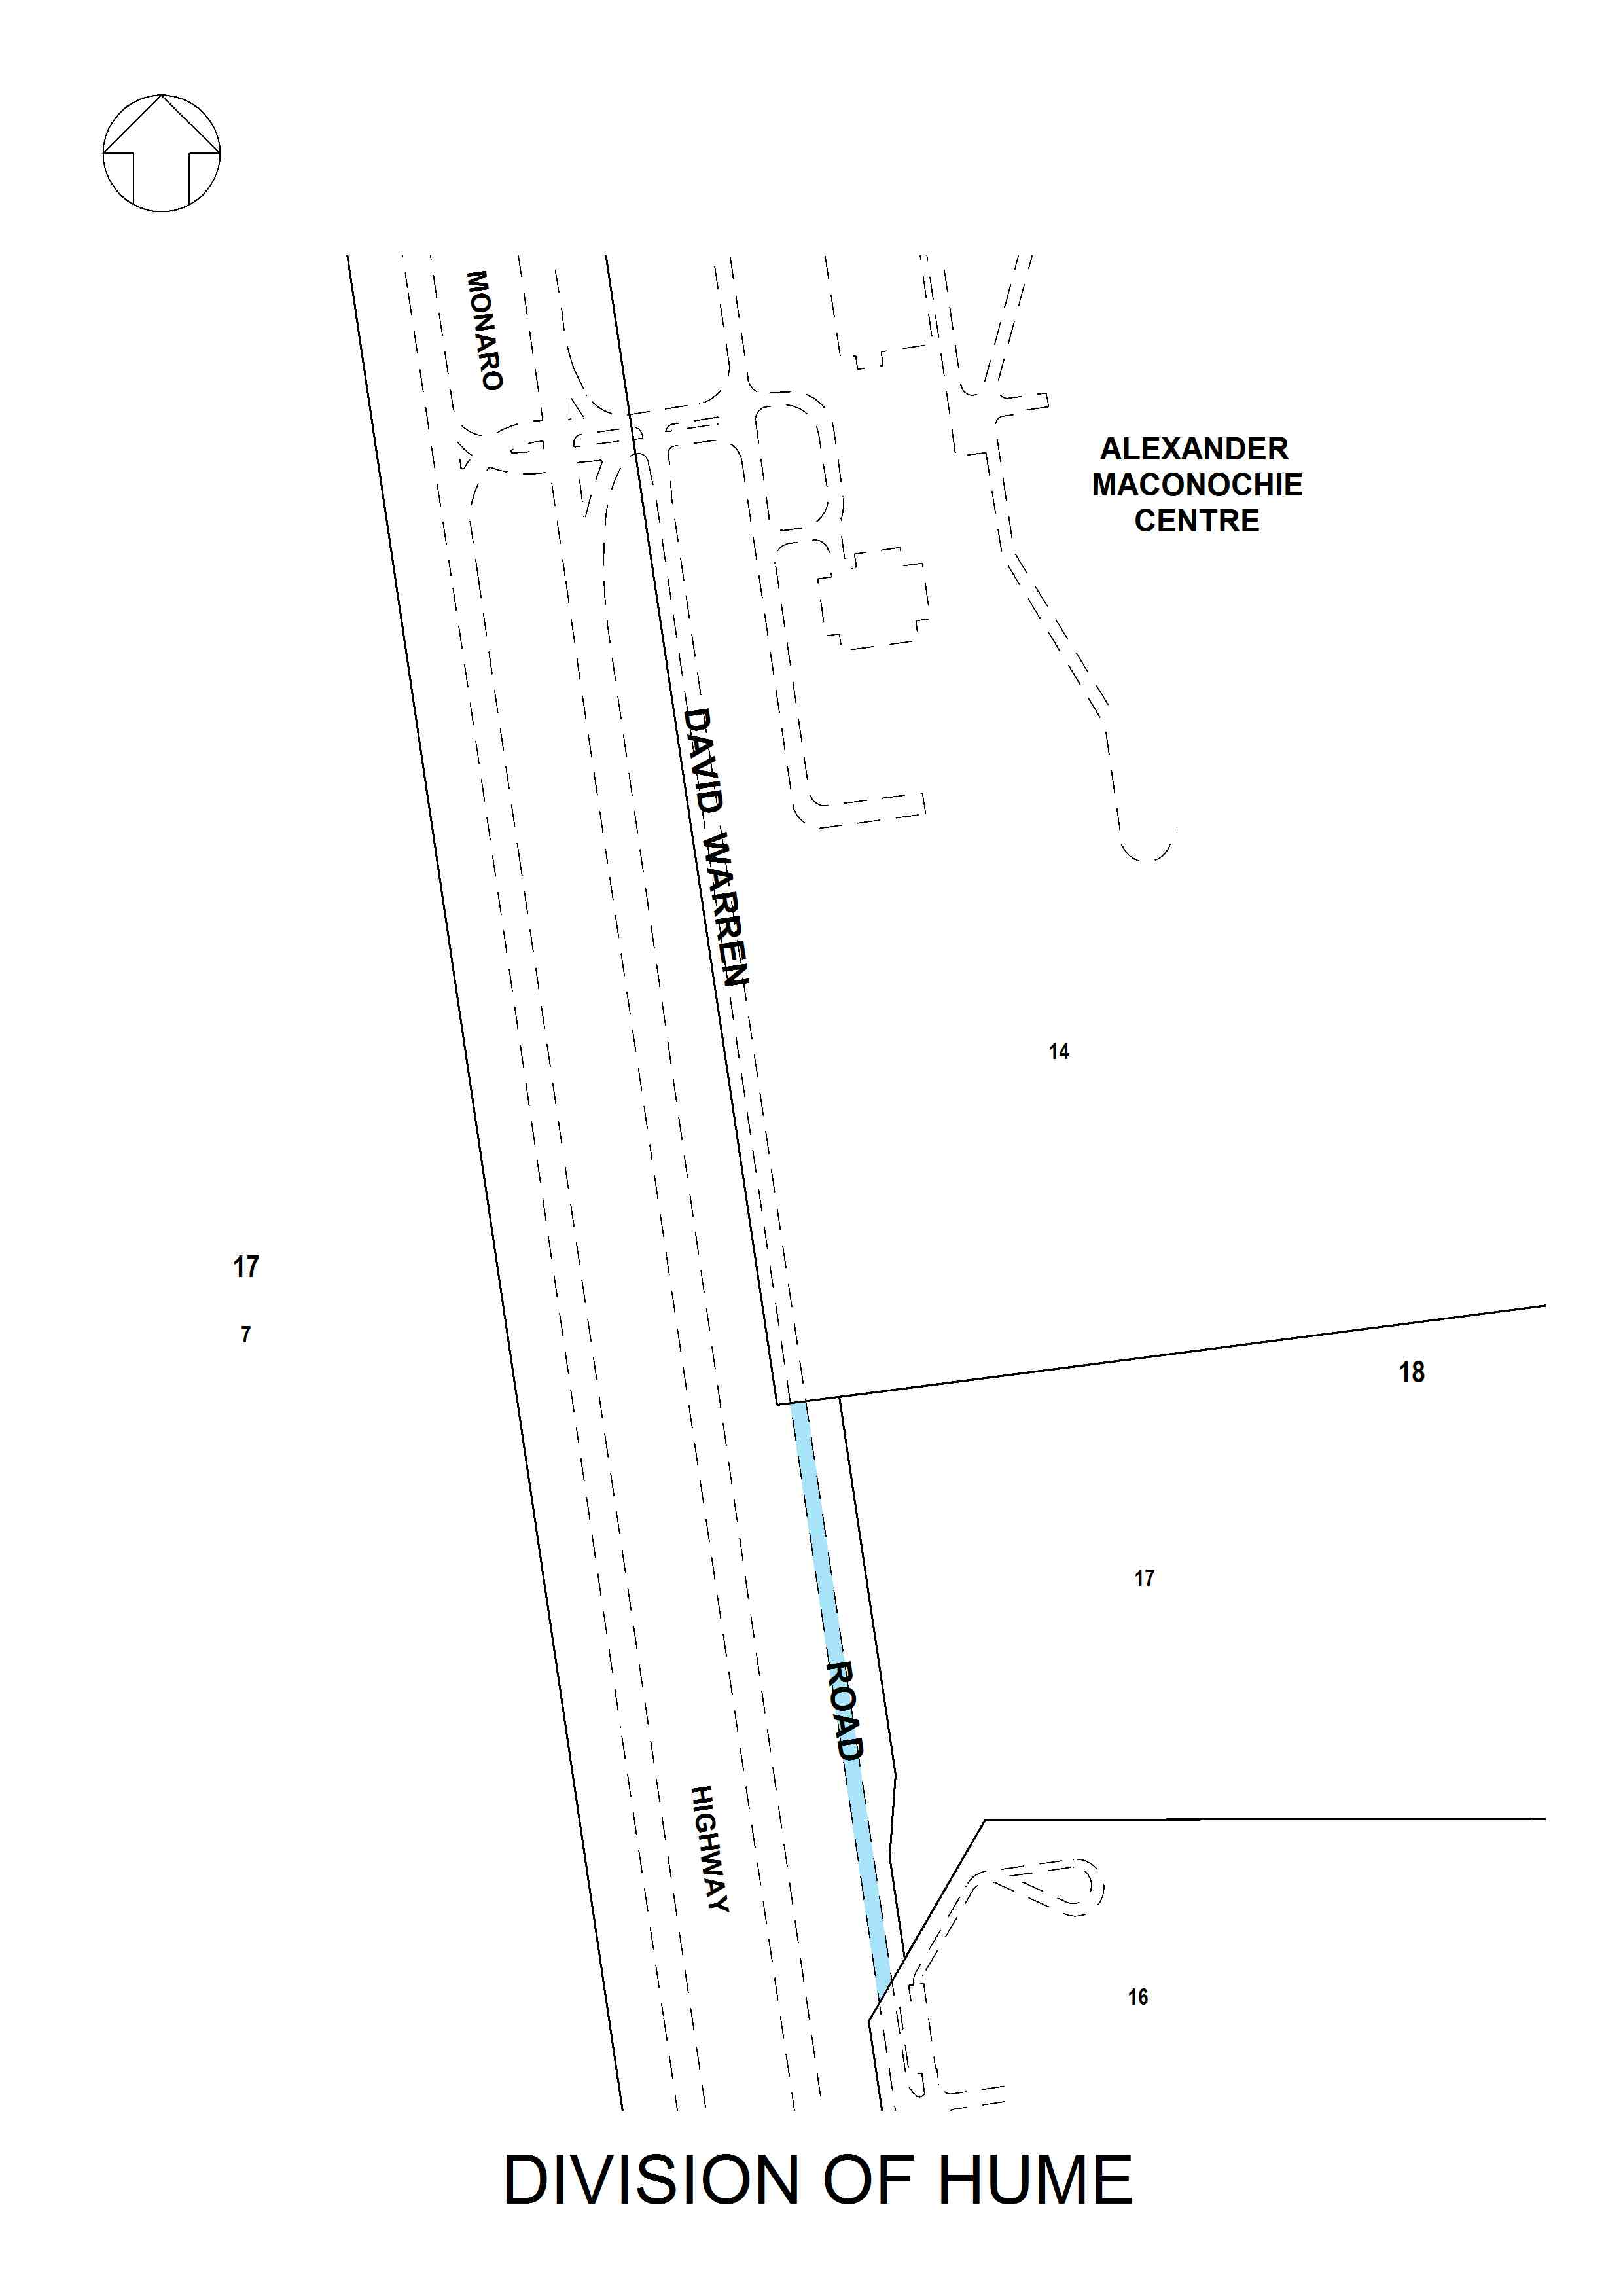 MONARO
ALEXANDER
MACONOCHIE
CENTRE
DAVID WARREN
14
17
7
18
17
ROAD
HIGHWAY
16
DIVISION OF HUME